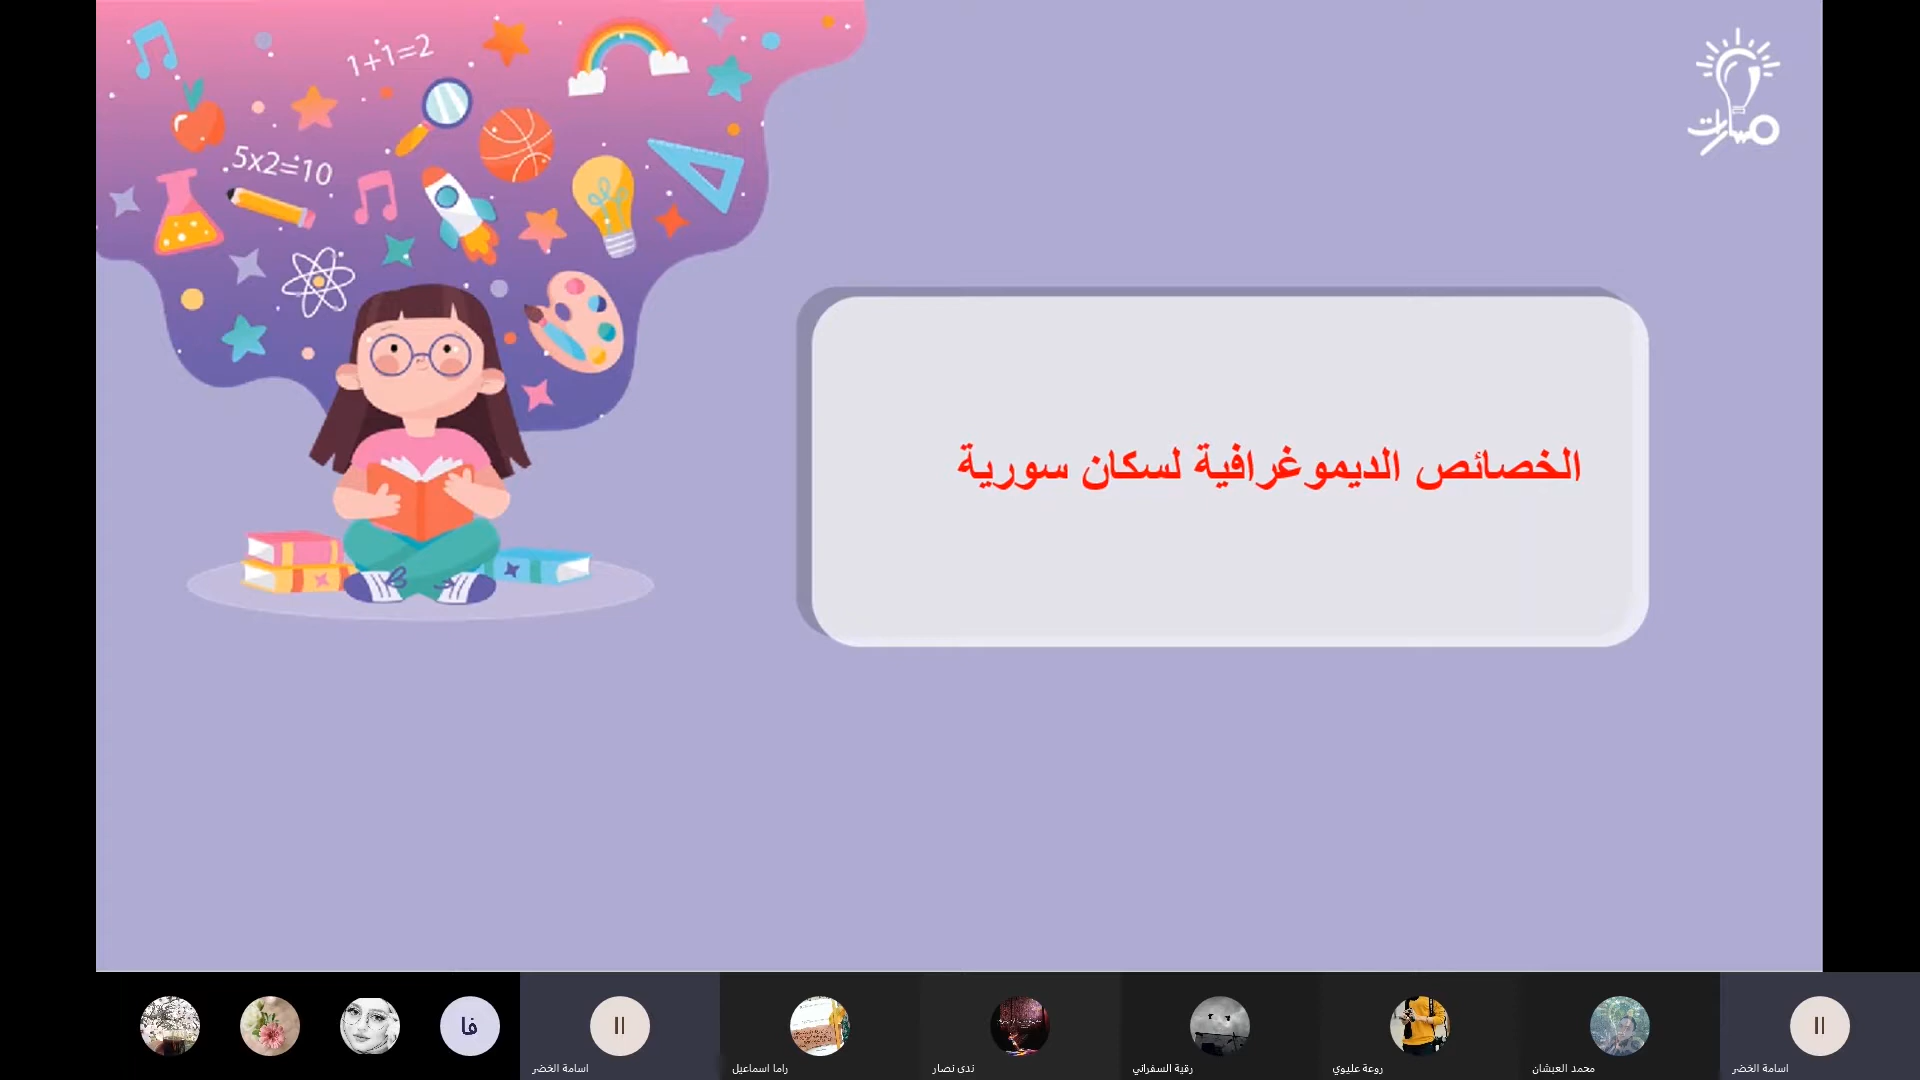 1+1=2
5x2=10
مسارات
الخصائص الديموغرافية لسكان سورية
فا
اسامة الخضر
راما اسماعيل
ندى نصار
رقية السفراني
روعة عليوي
محمد العبشان
اسامة الخضر